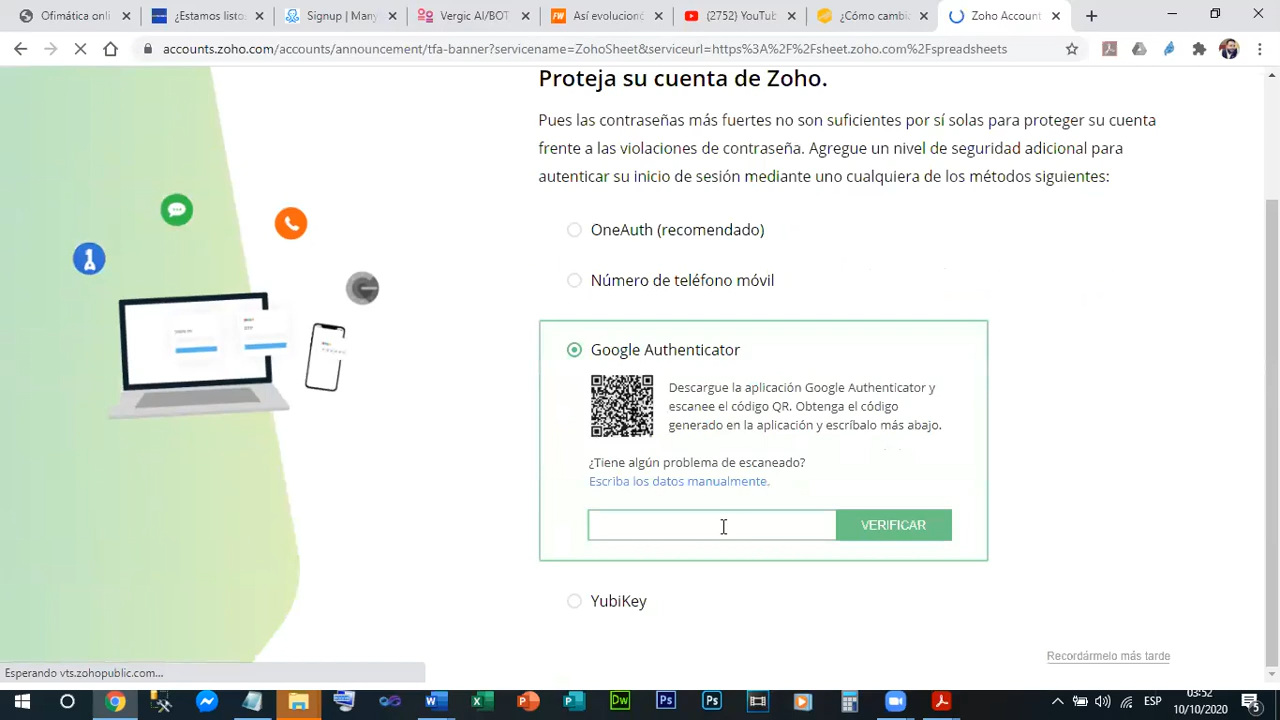 Ofimática onli
¿Estamos listo
Signup | Many
Vergic AI/BOT
Así evolucionó
(2752) YouTub
¿Cómo cambia
Zoho Account
accounts.zoho.com/accounts/announcement/tfa-banner?servicename=ZohoSheet&serviceurl=https%3A%2F%2Fsheet.zoho.com%2Fspreadsheets
Proteja su cuenta de Zoho.
Pues las contraseñas más fuertes no son suficientes por sí solas para proteger su cuenta
frente a las violaciones de contraseña. Agregue un nivel de seguridad adicional para
autenticar su inicio de sesión mediante uno cualquiera de los métodos siguientes:
OneAuth (recomendado)
Número de teléfono móvil
Google Authenticator
Descargue la aplicación Google Authenticator y
escanee el código QR. Obtenga el código
generado en la aplicación y escríbalo más abajo.
¿Tiene algún problema de escaneado?
Escriba los datos manualmente.
VERIFICAR
YubiKey
Recordármelo más tarde
Esperando vts.zohopublic.com...
ESP
03:52
10/10/2020